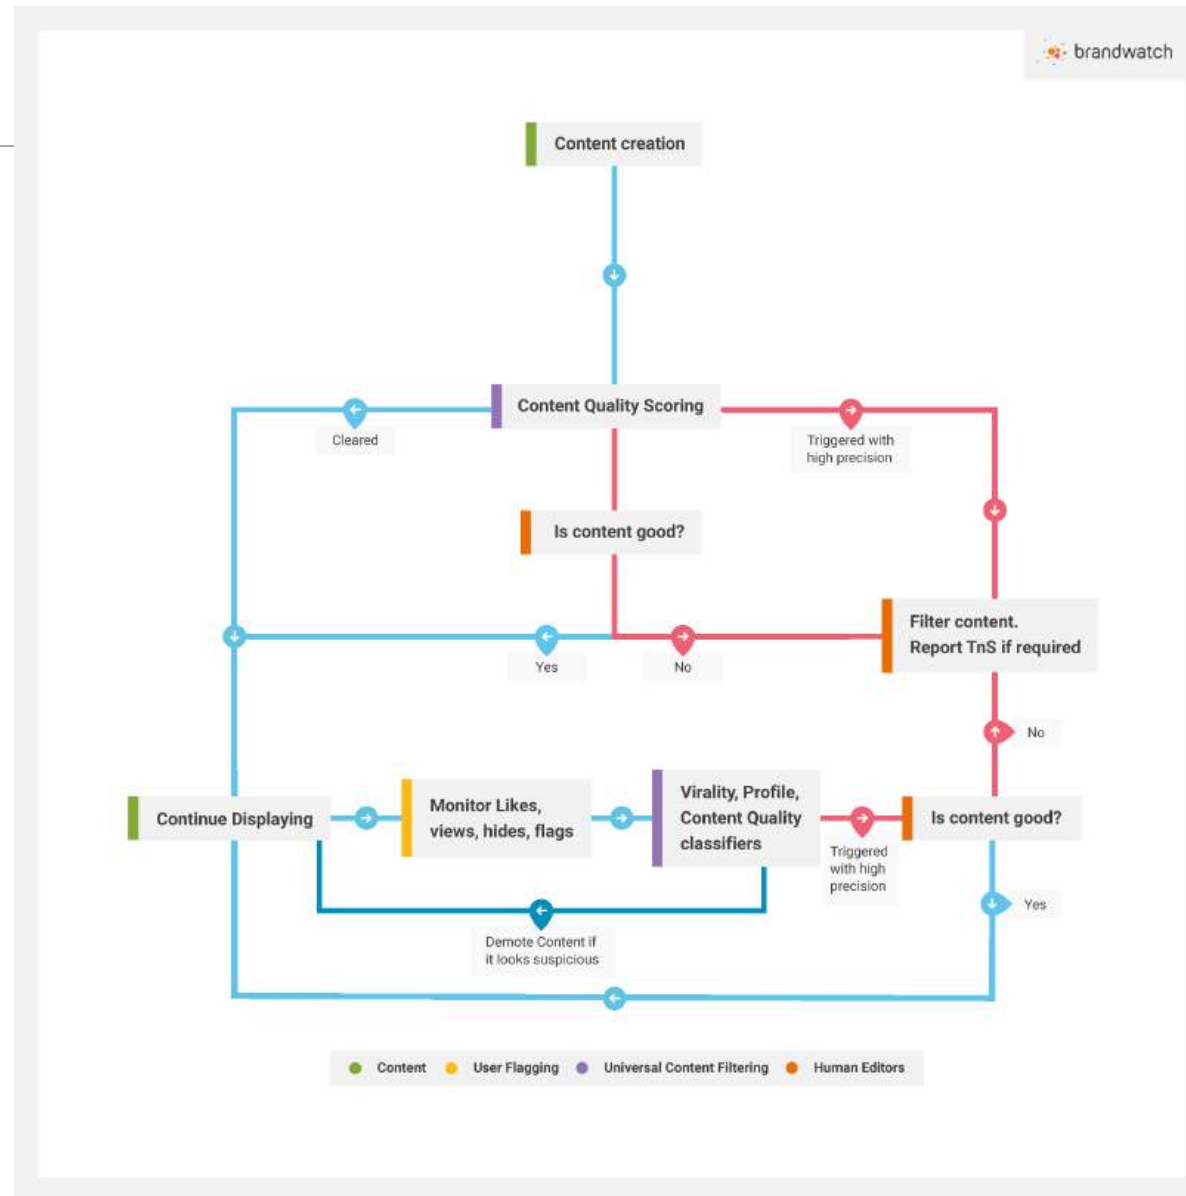 brandwatch
Content creation
Content Quality Scoring
Cleared
Triggered with
high precision
Is content good?
Filter content.
Report TnS if required
Yes
No
No
Continue Displaying
Monitor Likes,
views, hides, flags
Virality, Profile,
Content Quality
classifiers
Triggered
with high
precision
Is content good?
Yes
Demote Content if
it looks suspicious
Content
User Flagging
Universal Content Filtering
Human Editors